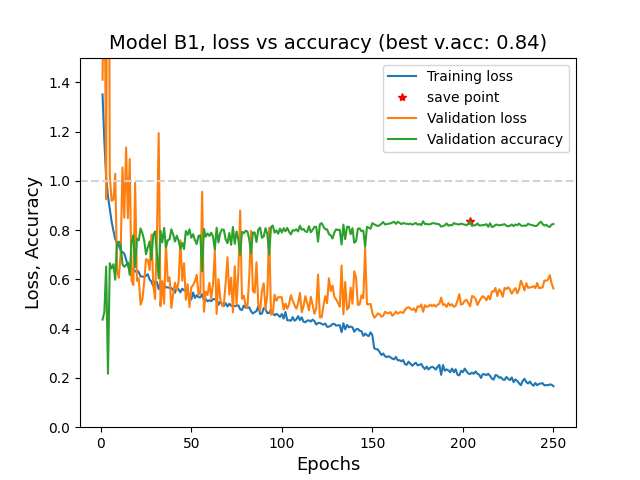 Model B1, loss vs accuracy (best v.acc: 0.84)
Training loss
save point
Validation loss
Validation accuracy
1.4
1.2
1.0
0.8
0.6
0.4
0.2
0.0
Loss, Accuracy
0 50 100 150 200 250
Epochs